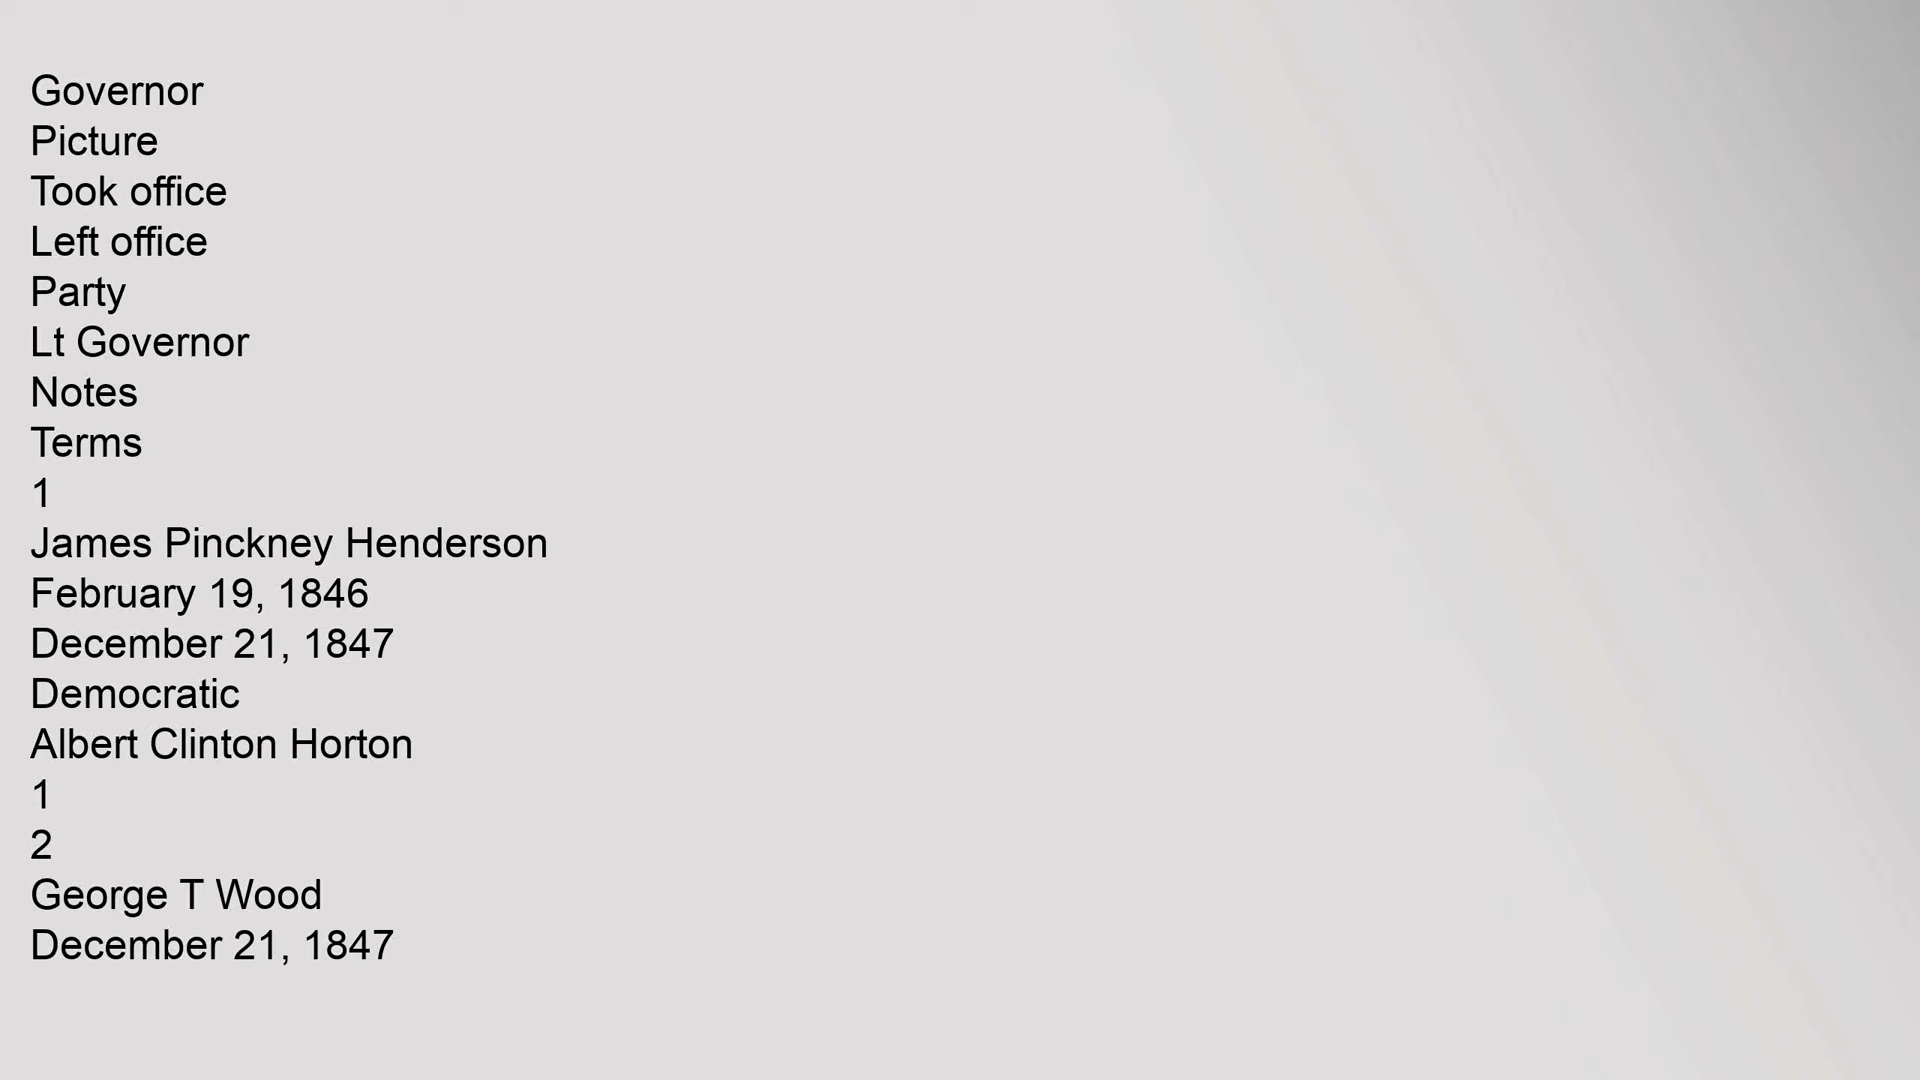 Governor
Picture
Took office
Left office
Party
Lt Governor
Notes
Terms
1
James Pinckney Henderson
February 19, 1846
December 21, 1847
Democratic
Albert Clinton Horton
1
2
George T Wood
December 21, 1847